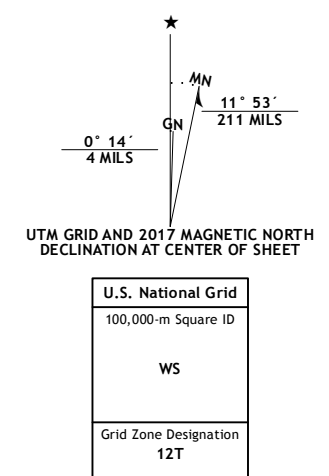 ★
MN
11° 53´
211 MILS
GN
0° 14´
4 MILS
UTM GRID AND 2017 MAGNETIC NORTH
DECLINATION AT CENTER OF SHEET
U.S. National Grid
100,000-m Square ID
WS
Grid Zone Designation
12T